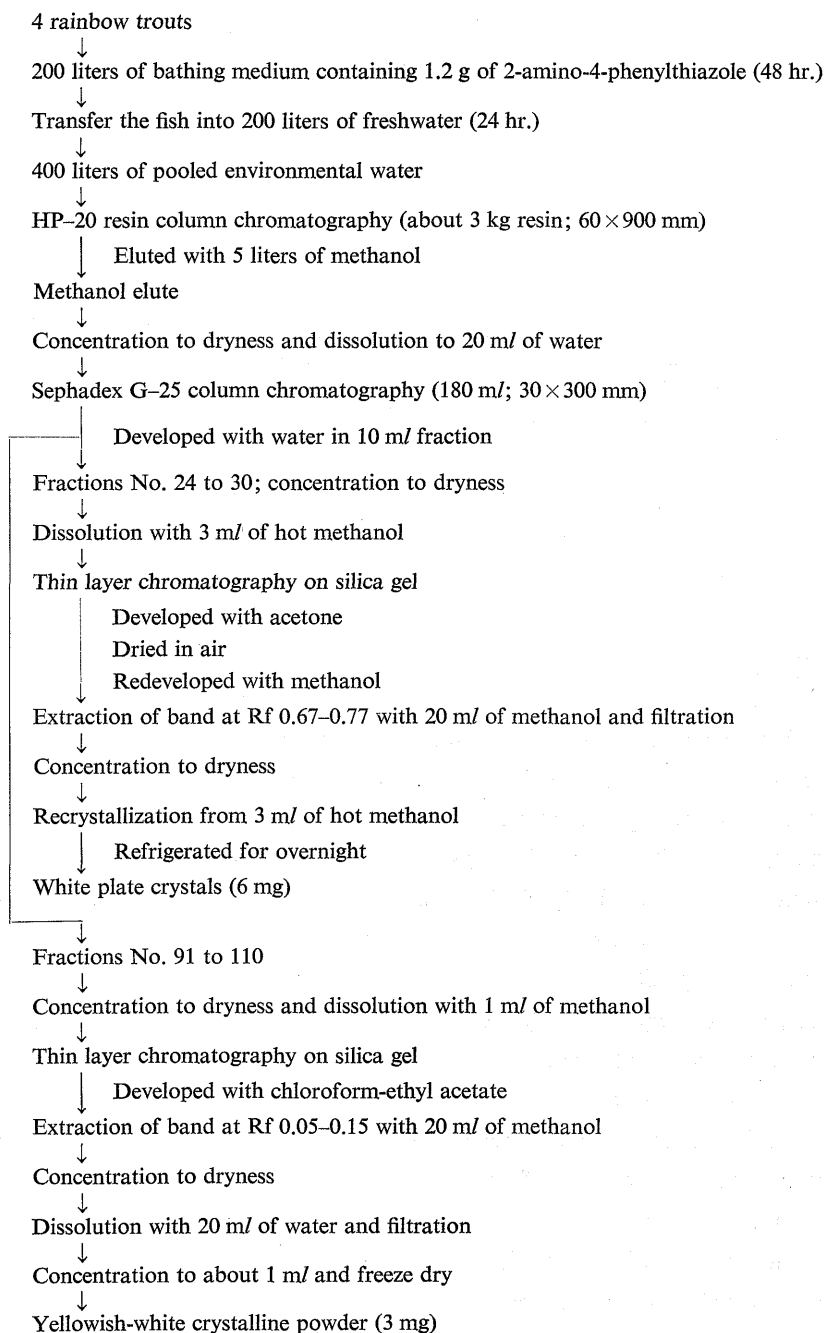 4 rainbow trouts
↓
200 liters of bathing medium containing 1.2 g of 2-amino-4-phenylthiazole (48 hr.)
↓
Transfer the fish into 200 liters of freshwater (24 hr.)
↓
400 liters of pooled environmental water
↓
HP–20 resin column chromatography (about 3 kg resin; 60 × 900 mm)
Eluted with 5 liters of methanol
↓
Methanol elute
↓
Concentration to dryness and dissolution to 20 ml of water
↓
Sephadex G–25 column chromatography (180 ml; 30 × 300 mm)
Developed with water in 10 ml fraction
↓
Fractions No. 24 to 30; concentration to dryness
↓
Dissolution with 3 ml of hot methanol
↓
Thin layer chromatography on silica gel
Developed with acetone
Dried in air
Redeveloped with methanol
↓
Extraction of band at Rf 0.67–0.77 with 20 ml of methanol and filtration
↓
Concentration to dryness
↓
Recrystallization from 3 ml of hot methanol
Refrigerated for overnight
↓
White plate crystals (6 mg)
↓
Fractions No. 91 to 110
↓
Concentration to dryness and dissolution with 1 ml of methanol
↓
Thin layer chromatography on silica gel
Developed with chloroform-ethyl acetate
↓
Extraction of band at Rf 0.05–0.15 with 20 ml of methanol
↓
Concentration to dryness
↓
Dissolution with 20 ml of water and filtration
↓
Concentration to about 1 ml and freeze dry
↓
Yellowish-white crystalline powder (3 mg)